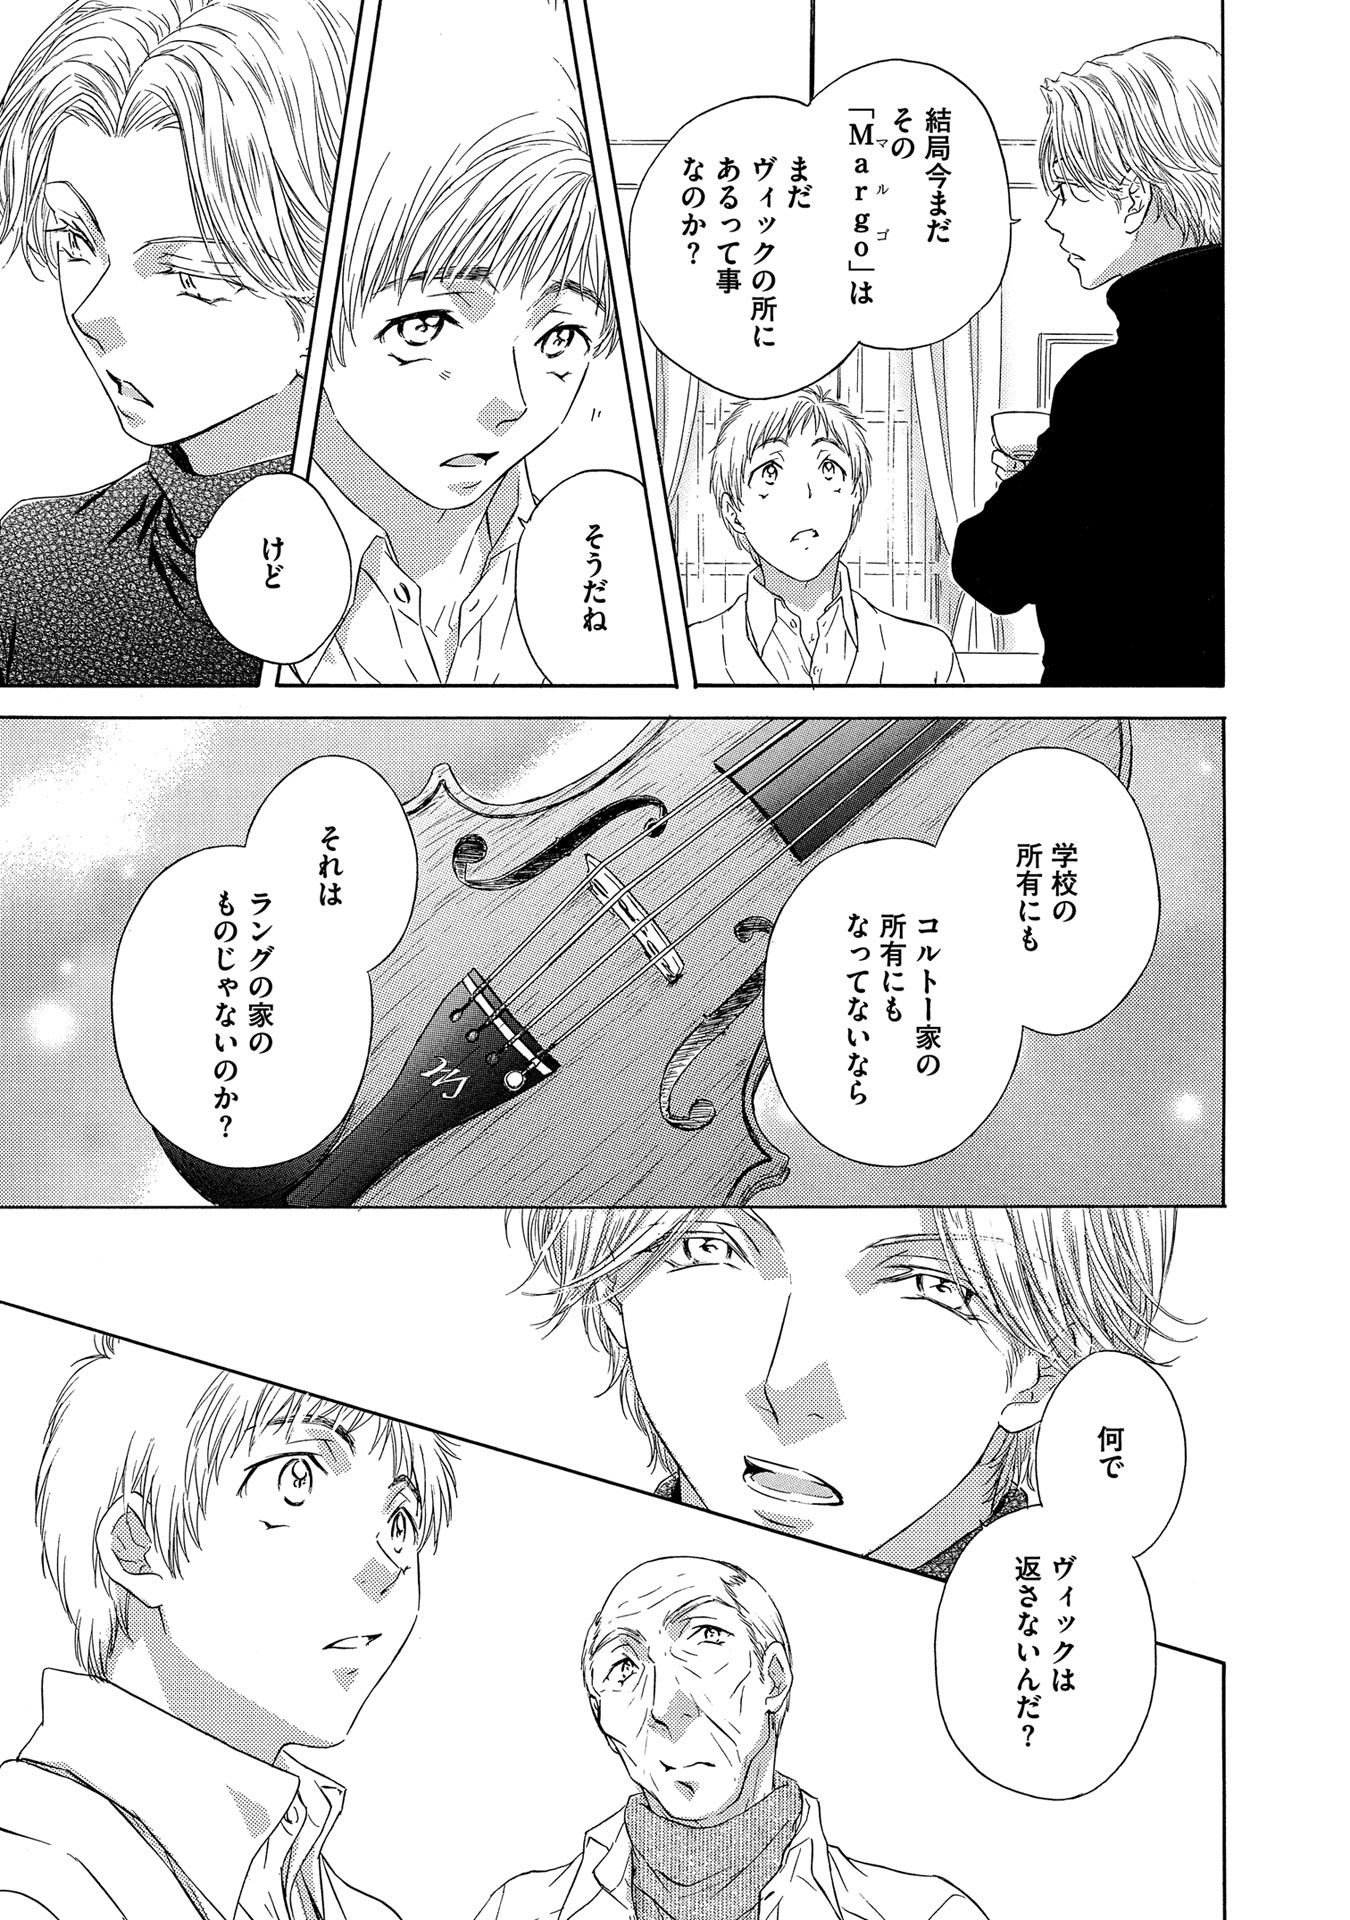 結局今まだ
その
「Margo」は
マルゴ
まだ
ヴィックの所に
あるって事
なのか?
そうだね
けど
学校の
所有にも
コルトー家の
所有にも
なってないなら
それは
ラングの家の
ものじゃないのか?
M
何で
ヴィックは
返さないんだ?